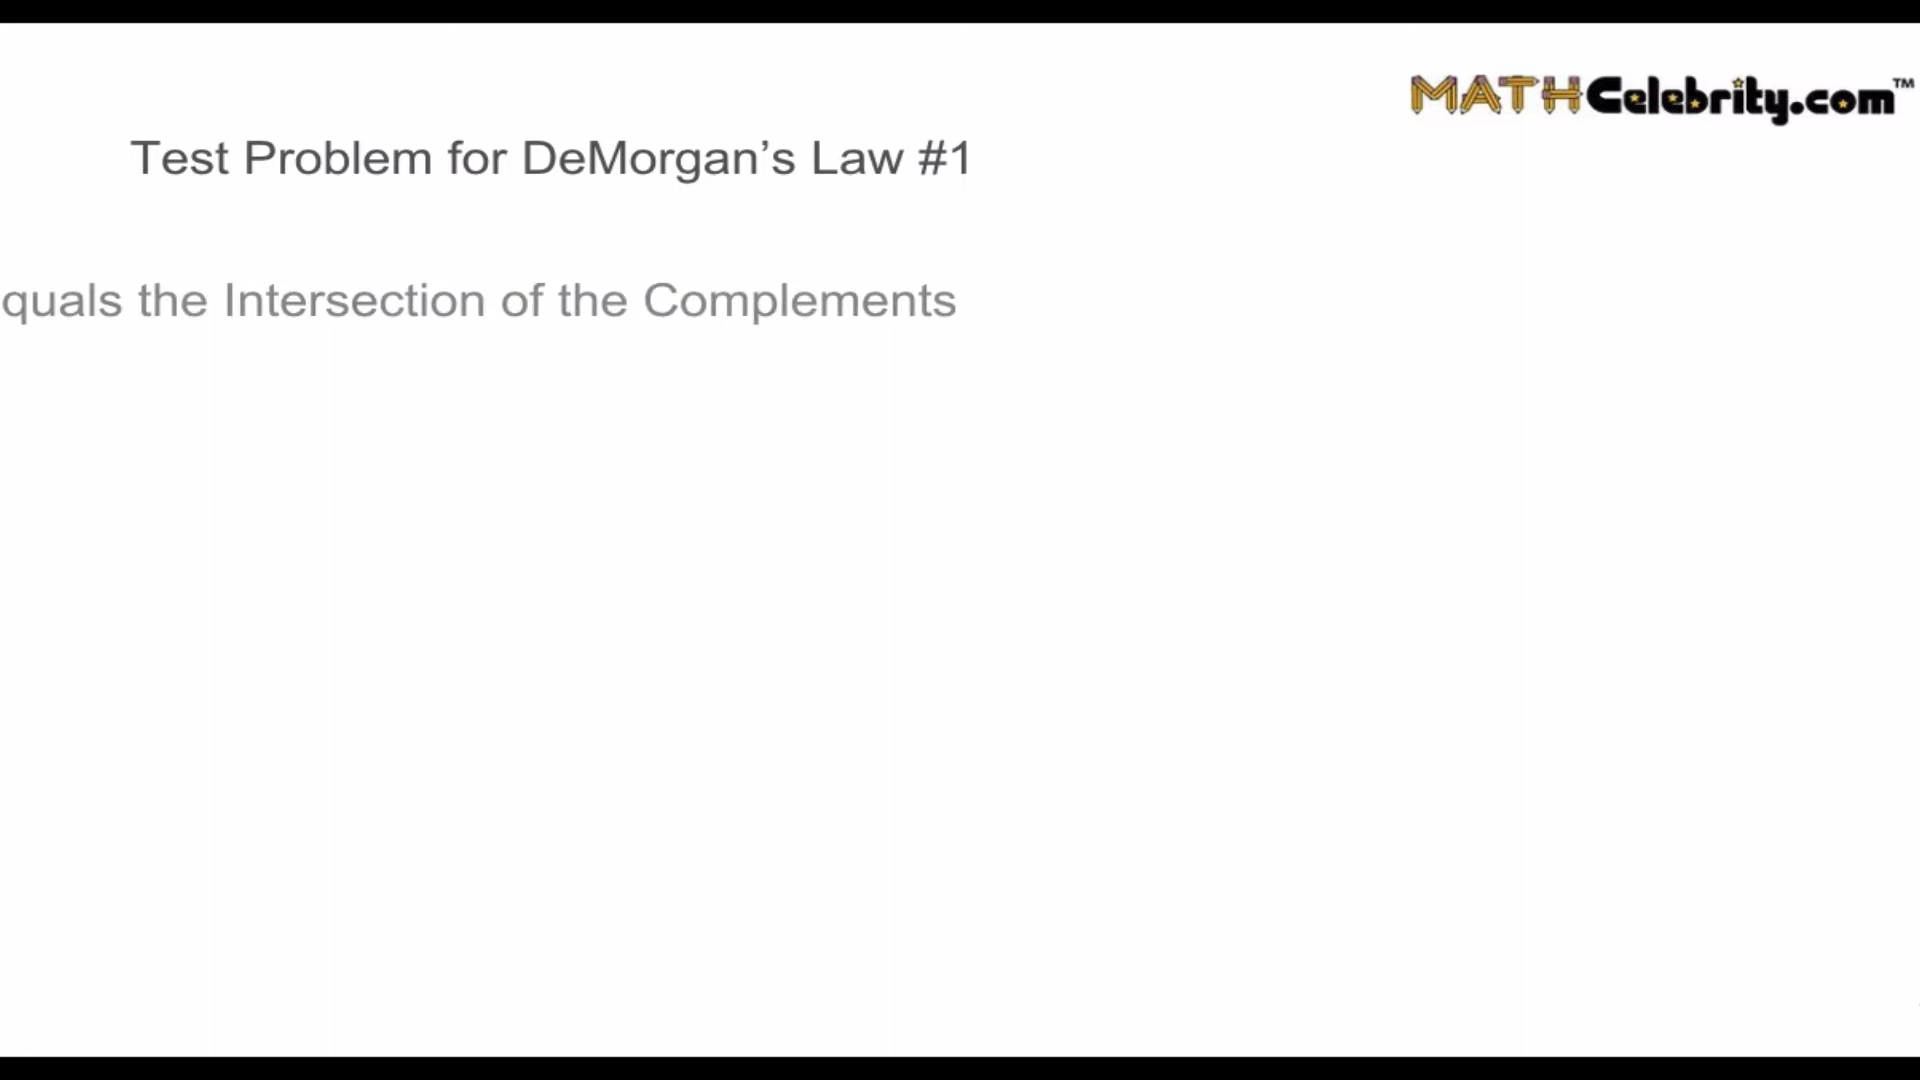 MATHCelebrity.com™
Test Problem for DeMorgan’s Law #1
quals the Intersection of the Complements